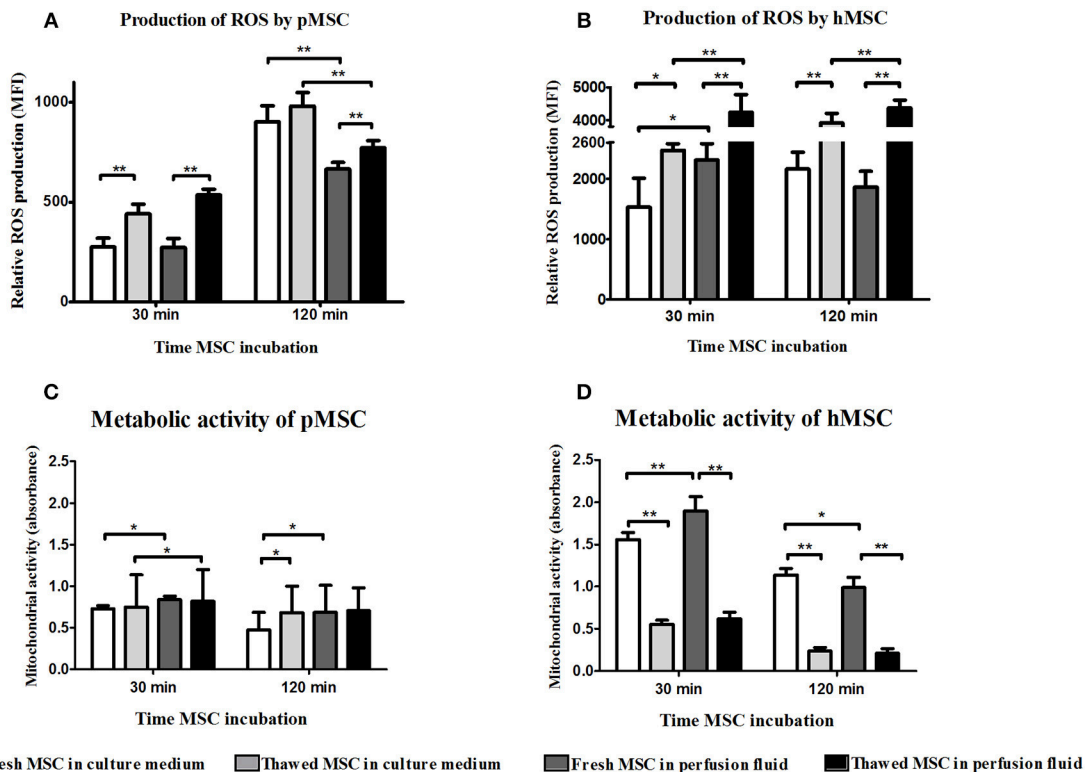 A
Production of ROS by pMSC
Relative ROS production (MFI)
1000
500
0
** ** ** ** **
30 min 120 min
Time MSC incubation
B
Production of ROS by hMSC
Relative ROS production (MFI)
5000
4000
2600
2000
1000
0
* ** ** * ** ** **
30 min 120 min
Time MSC incubation
C
Metabolic activity of pMSC
Mitochondrial activity (absorbance)
2.5
2.0
1.5
1.0
0.5
0.0
* * * *
30 min 120 min
Time MSC incubation
D
Metabolic activity of hMSC
Mitochondrial activity (absorbance)
2.5
2.0
1.5
1.0
0.5
0.0
** ** ** * ** **
30 min 120 min
Time MSC incubation
esh MSC in culture medium Thawed MSC in culture medium Fresh MSC in perfusion fluid Thawed MSC in perfusion fluid